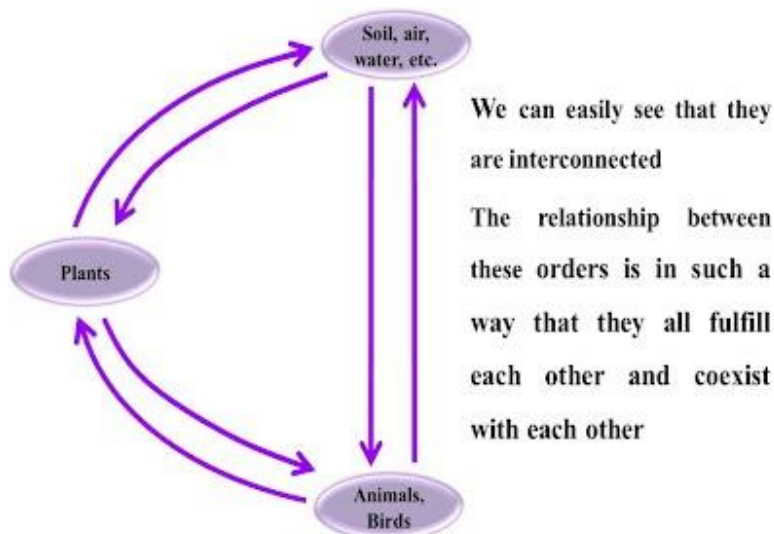 Soil, air,
water, etc.
Plants
Animals,
Birds
We can easily see that they
are interconnected
The relationship between
these orders is in such a
way that they all fulfill
each other and coexist
with each other